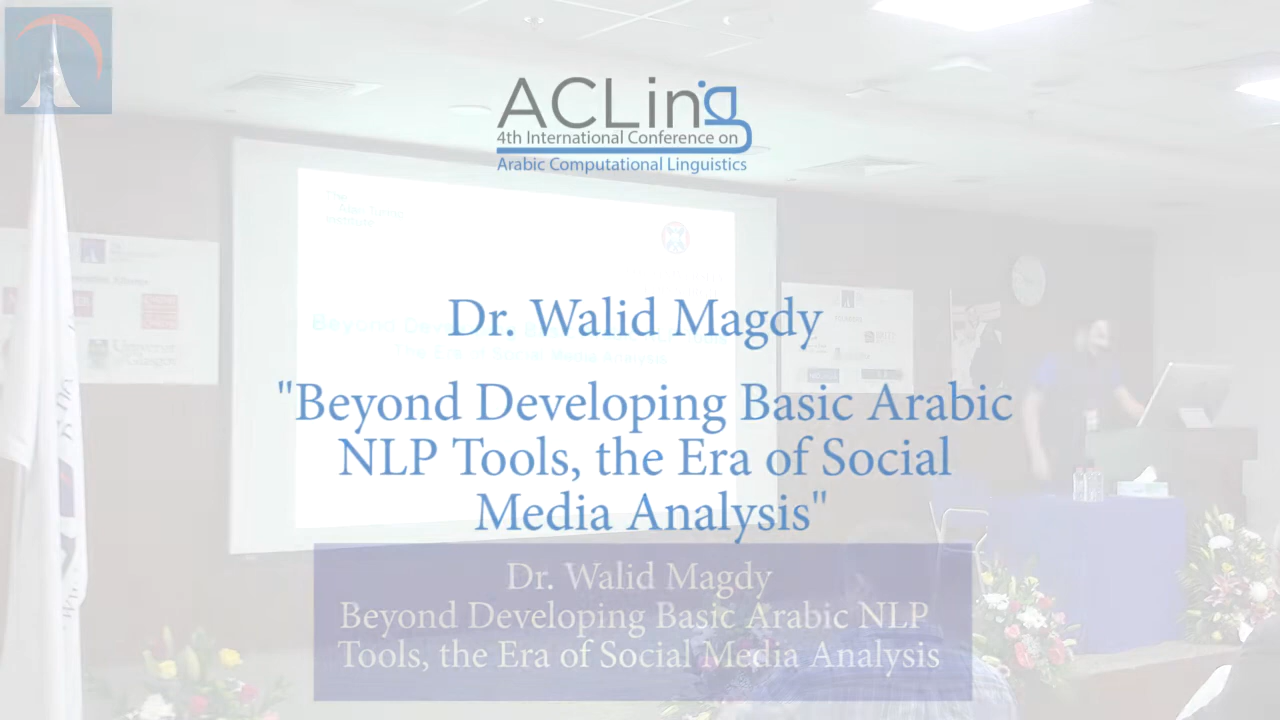 ACLing
4th International Conference on
Arabic Computational Linguistics
Dr. Walid Magdy
"Beyond Developing Basic Arabic
NLP Tools, the Era of Social
Media Analysis"
Dr. Walid Magdy
Beyond Developing Basic Arabic NLP
Tools, the Era of Social Media Analysis